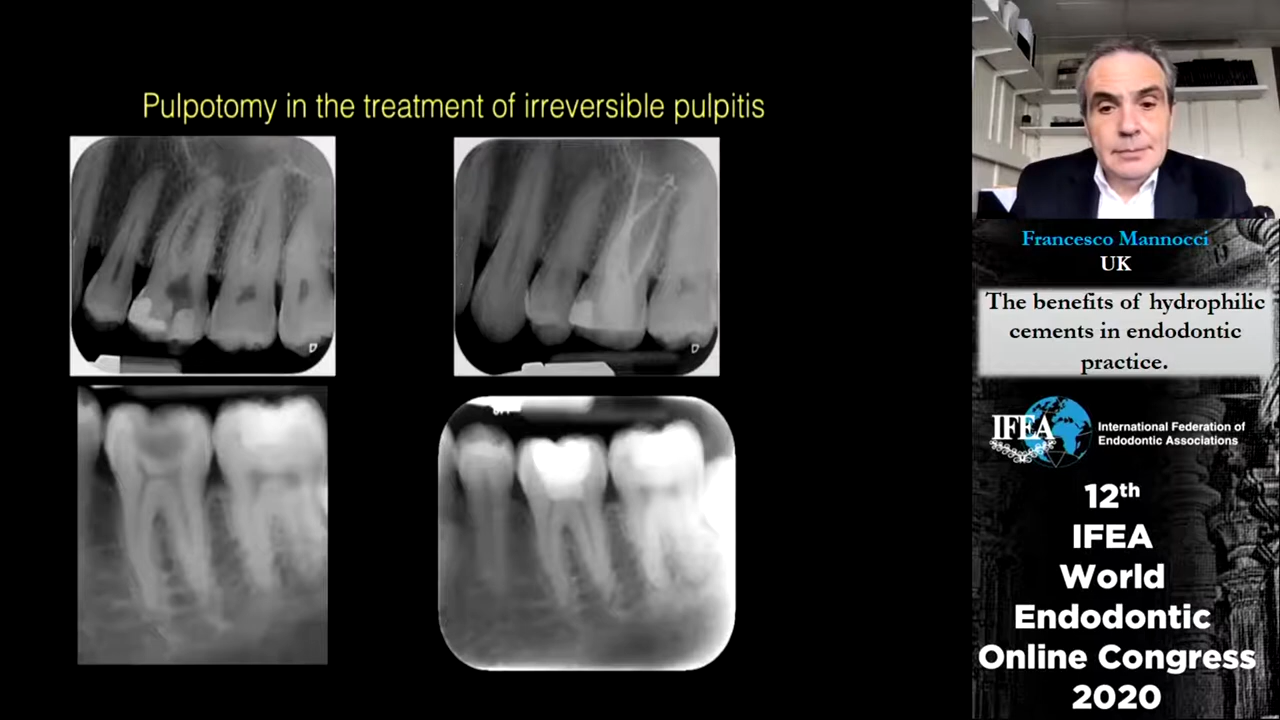 Pulpotomy in the treatment of irreversible pulpitis
D
D
Francesco Mannocci
UK
The benefits of hydrophilic
cements in endodontic
practice.
IFEA
International Federation of
Endodontic Associations
12th
IFEA
World
Endodontic
Online Congress
2020